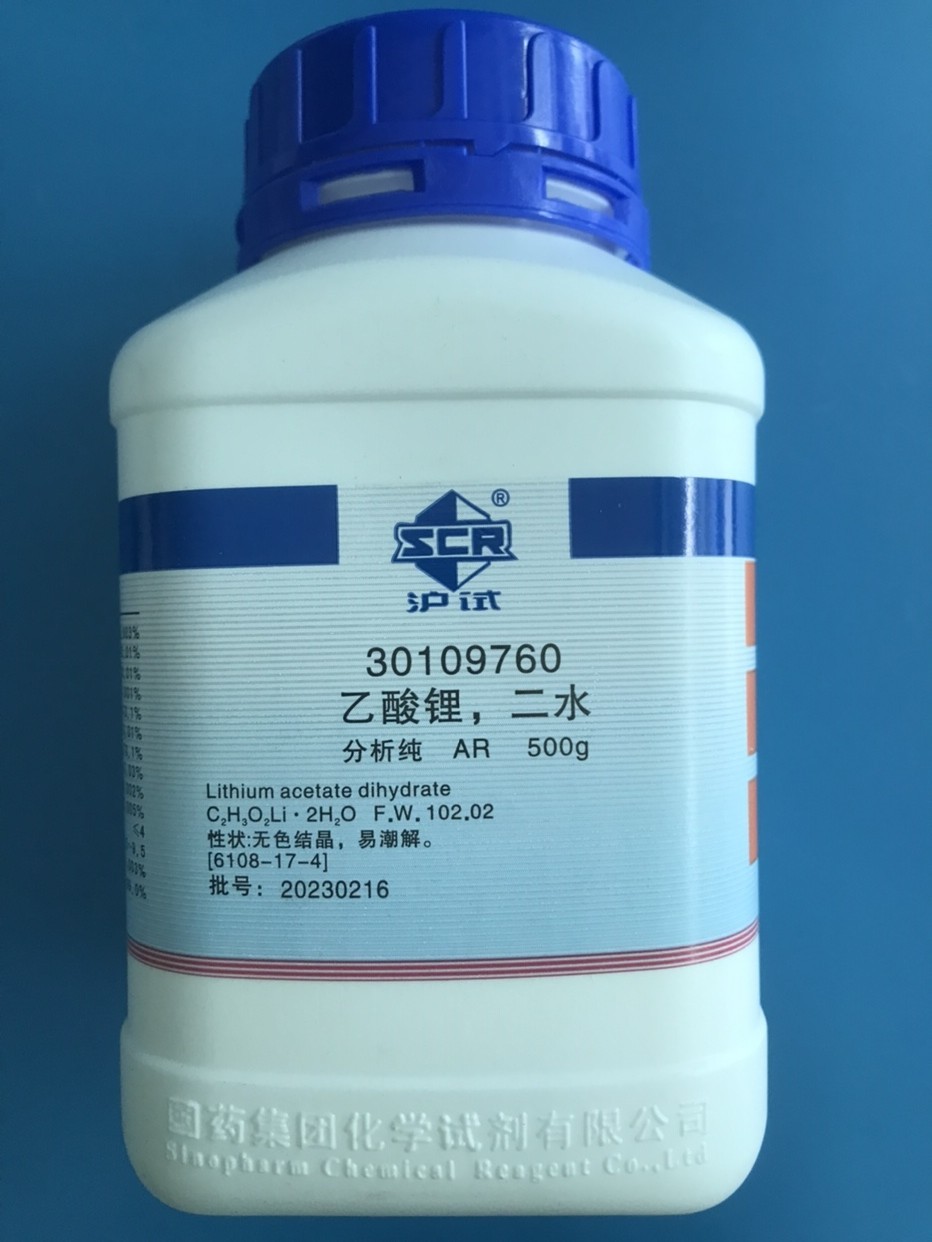 ®
SCR
沪试
30109760
乙酸锂，二水
分析纯 AR 500g
Lithium acetate dihydrate
C₂H₃O₂Li·2H₂O F.W. 102.02
性状:无色结晶，易潮解。
[6108-17-4]
批号: 20230216
国药集团化学试剂有限公司
Sinopharm Chemical Reagent Co.,Ltd